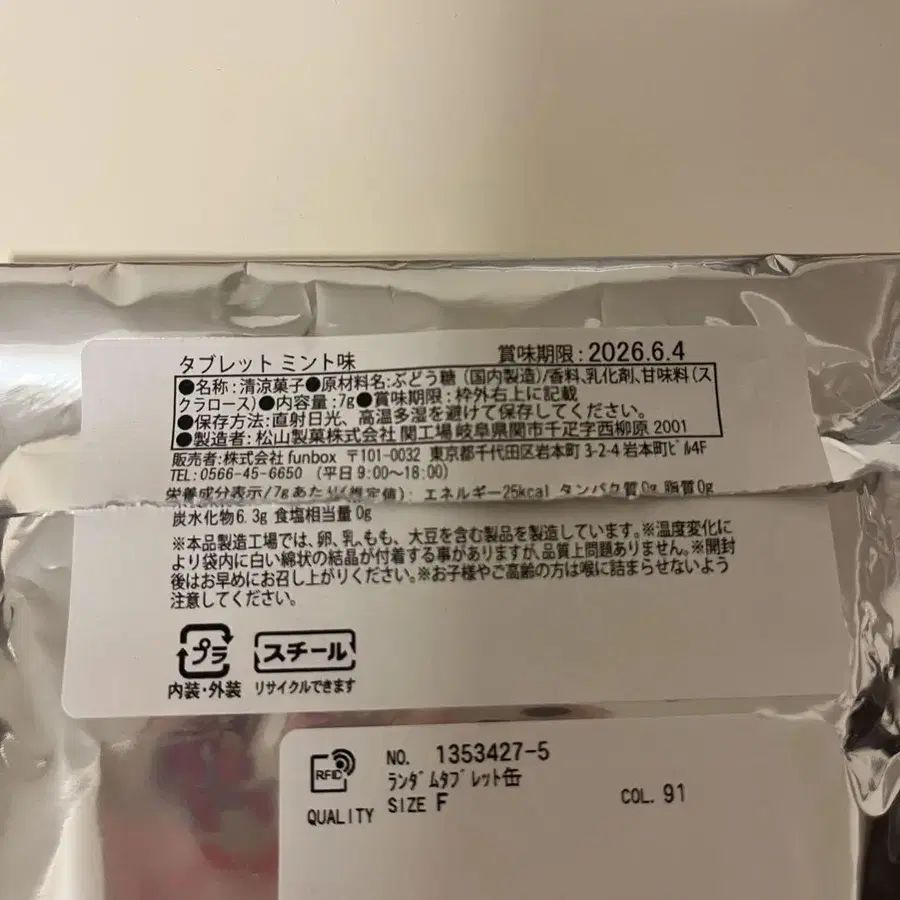 タブレット ミント味
賞味期限:2026.6.4
●名称:清涼菓子●原材料名:ぶどう糖(国内製造)/香料、乳化剤、甘味料(ス
クラロース)●内容量:7g●賞味期限:枠外右上に記載
●保存方法:直射日光、高温多湿を避けて保存してください。
●製造者:松山製菓株式会社 関工場 岐阜県関市千疋字西柳原 2001
販売者:株式会社 funbox 〒101-0032 東京都千代田区岩本町 3-2-4 岩本町ビル4F
TEL:0566-45-6650 (平日 9:00〜18:00)
栄養成分表示/7gあたり(推定値): エネルギー25kcal タンパク質0g 脂質0g
炭水化物6.3g 食塩相当量0g
※本品製造工場では、卵、乳、もも、大豆を含む製品を製造しています。※温度変化に
より袋内に白い綿状の結晶が付着する事がありますが、品質上問題ありません。※開封
後はお早めにお召し上がりください。※お子様やご高齢の方は喉に詰まらせないよう
注意してください。
プラ
スチール
内装・外装
リサイクルできます
RFID
NO. 1353427-5
ランダムタブレット缶
QUALITY
SIZE F
COL. 91